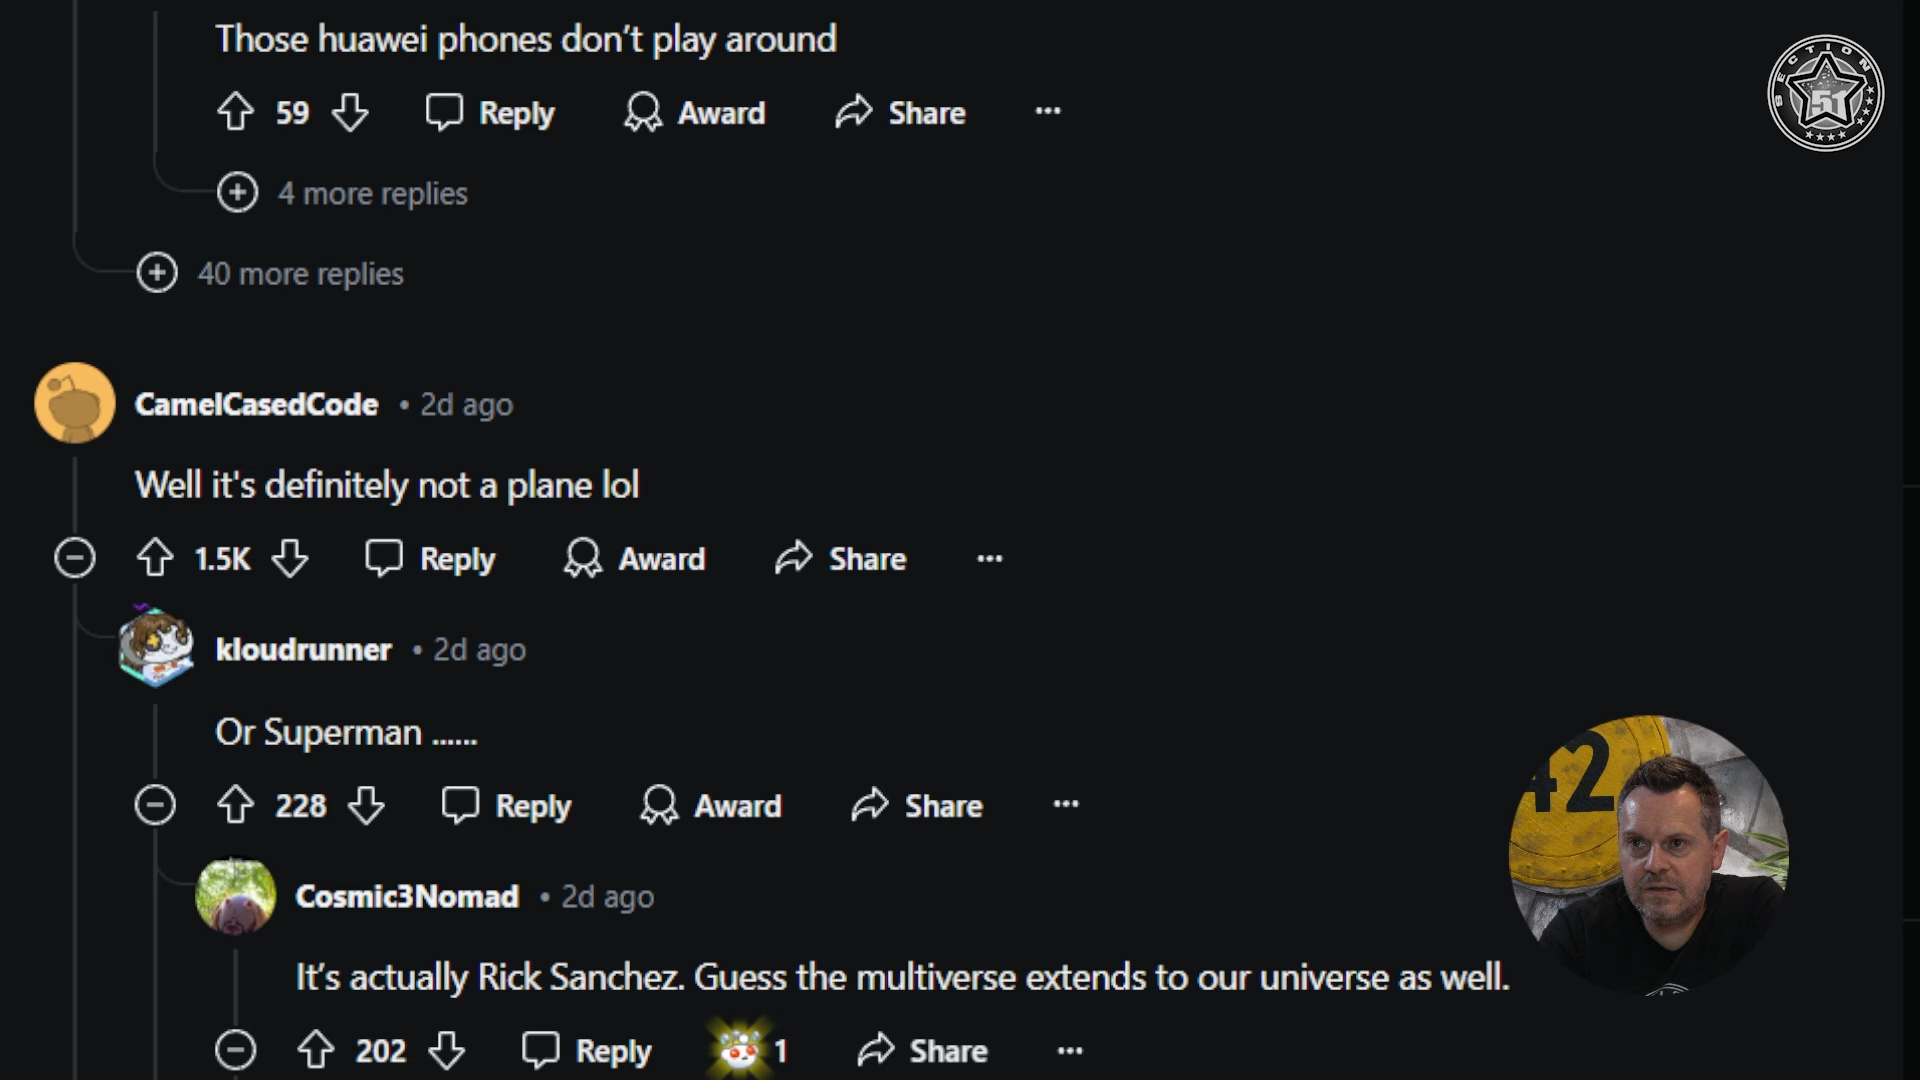 Those huawei phones don't play around
59 Reply Award Share
4 more replies
40 more replies
CamelCasedCode • 2d ago
Well it's definitely not a plane lol
1.5K Reply Award Share
kloudrunner • 2d ago
Or Superman ......
228 Reply Award Share
Cosmic3Nomad • 2d ago
It's actually Rick Sanchez. Guess the multiverse extends to our universe as well.
202 Reply 1 Share
SECTION
51
42